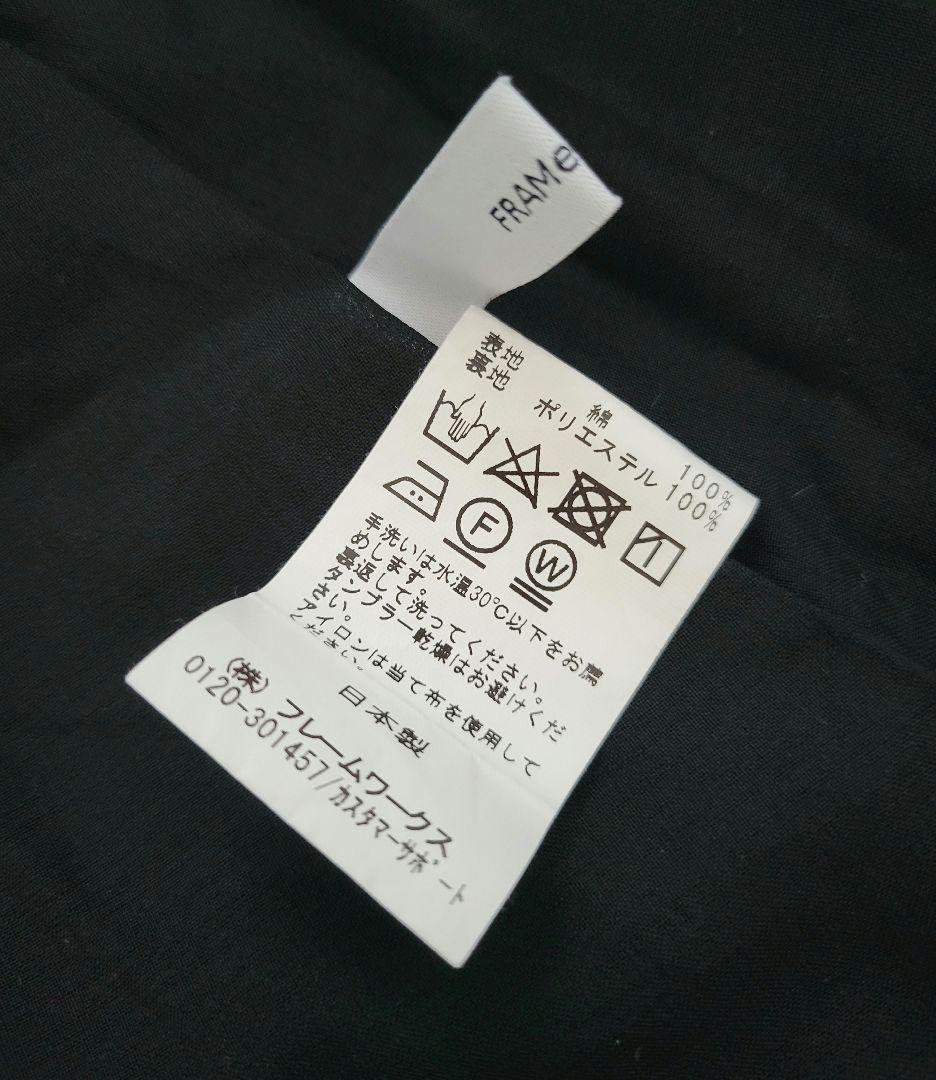 FRAMe
表地 綿 100%
裏地 ポリエステル 100%
F
W
手洗いは水温30℃以下をお薦
めします。
裏返して洗ってください。
タンブラー乾燥はお避けくだ
さい。
アイロンは当て布を使用して
ください。
日本製
(株) フレームワークス
0120-301457/カスタマーサポート